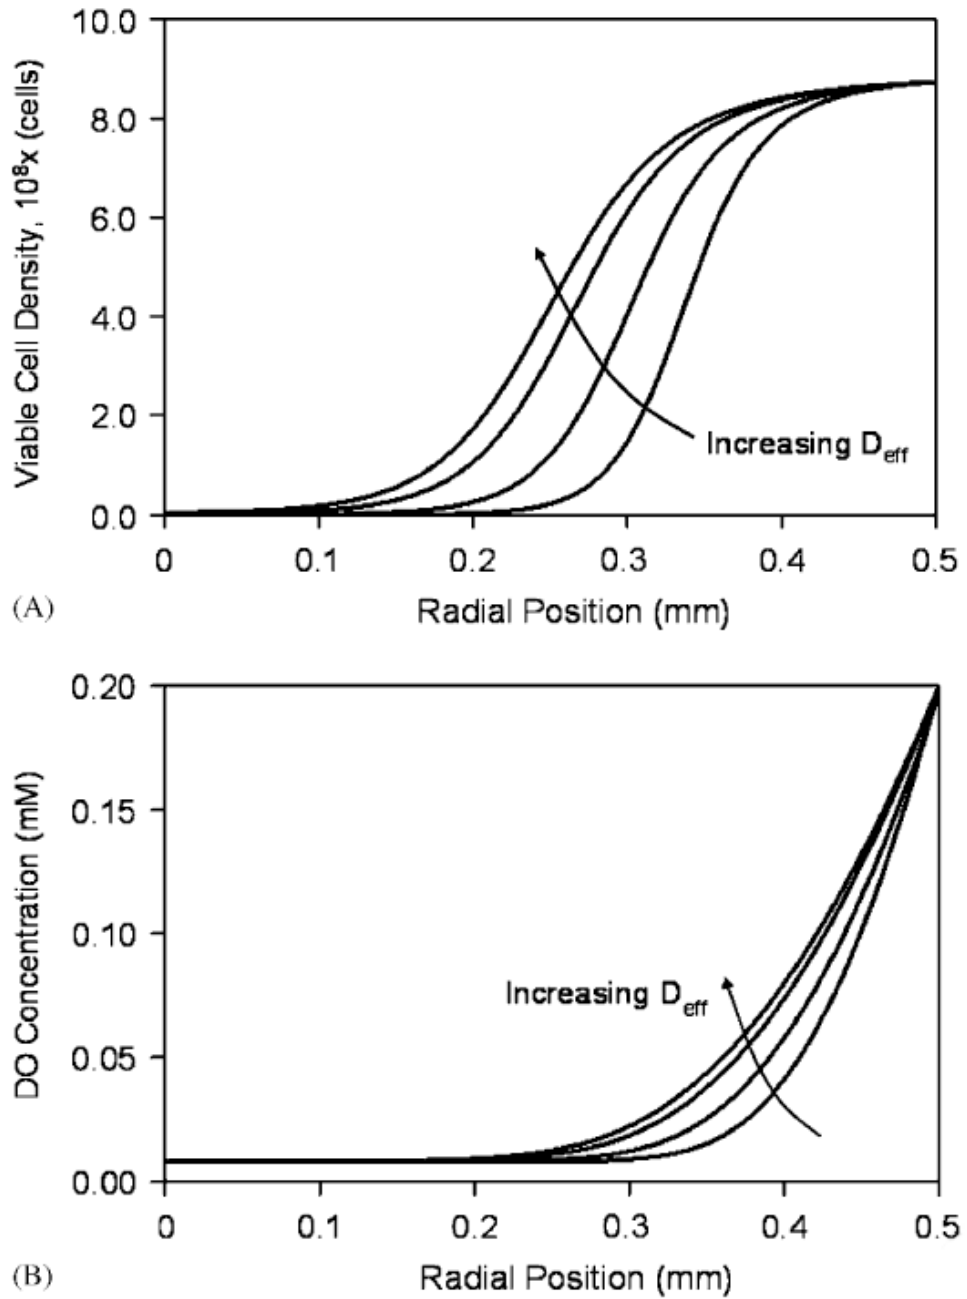 10.0
8.0
6.0
4.0
2.0
0.0
Viable Cell Density, 10⁸x (cells)
Increasing D_eff
0 0.1 0.2 0.3 0.4 0.5
(A)
Radial Position (mm)
0.20
0.15
0.10
0.05
0.00
DO Concentration (mM)
Increasing D_eff
0 0.1 0.2 0.3 0.4 0.5
(B)
Radial Position (mm)